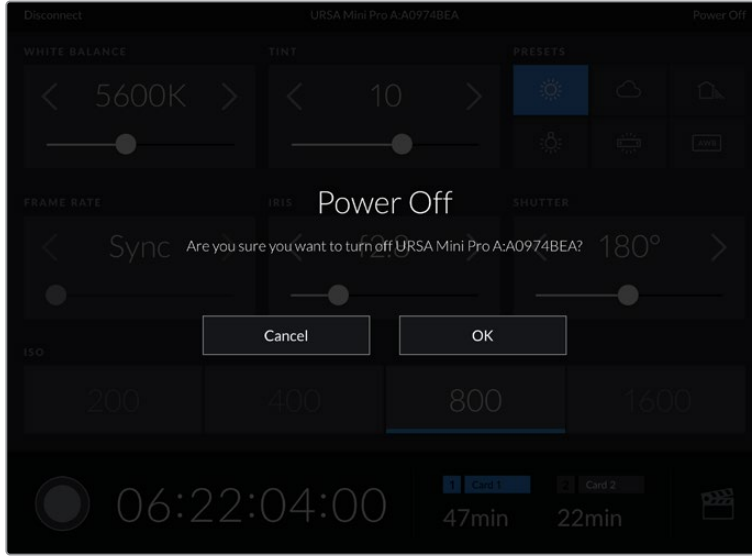 Disconnect URSA Mini Pro A:A0974BEA Power Off
WHITE BALANCE TINT PRESETS
5600K 10
AWB
FRAME RATE IRIS SHUTTER
Power Off
Sync f2.8 180°
Are you sure you want to turn off URSA Mini Pro A:A0974BEA?
Cancel OK
ISO
200 400 800 1600
1 Card 1 2 Card 2
06:22:04:00 47min 22min